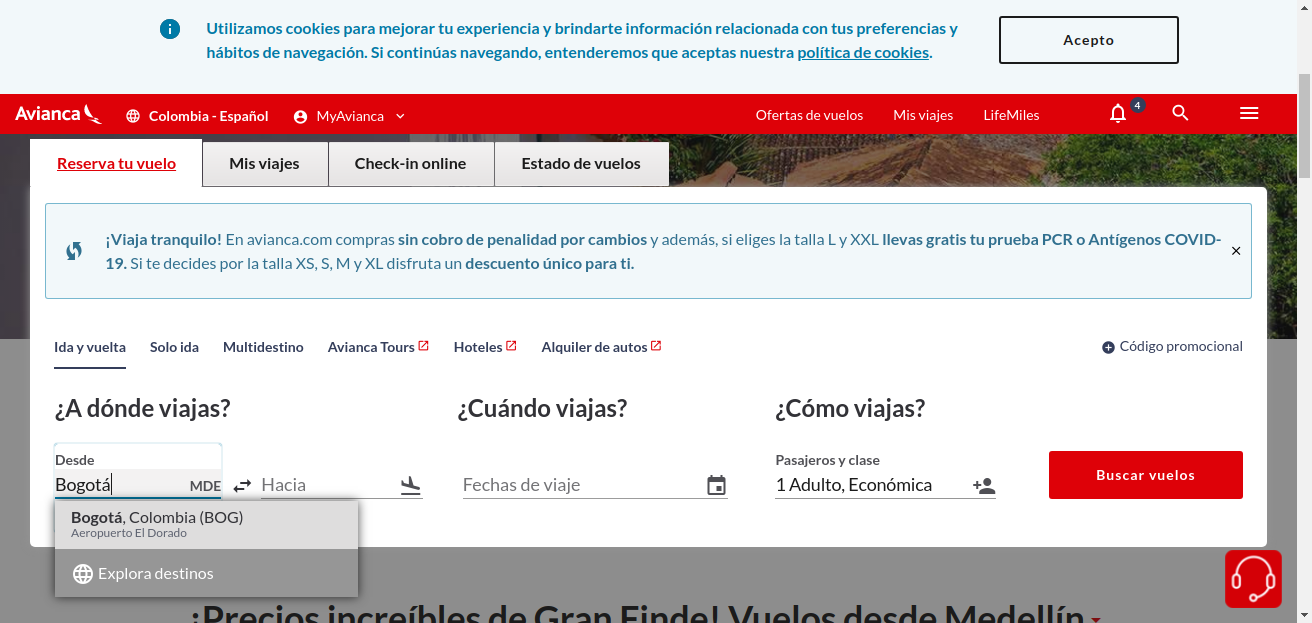 Utilizamos cookies para mejorar tu experiencia y brindarte información relacionada con tus preferencias y
hábitos de navegación. Si continúas navegando, entenderemos que aceptas nuestra política de cookies.
Acepto
Avianca
Colombia - Español
MyAvianca
Ofertas de vuelos
Mis viajes
LifeMiles
4
Reserva tu vuelo
Mis viajes
Check-in online
Estado de vuelos
¡Viaja tranquilo! En avianca.com compras sin cobro de penalidad por cambios y además, si eliges la talla L y XXL llevas gratis tu prueba PCR o Antígenos COVID-
19. Si te decides por la talla XS, S, M y XL disfruta un descuento único para ti.
Ida y vuelta
Solo ida
Multidestino
Avianca Tours
Hoteles
Alquiler de autos
Código promocional
¿A dónde viajas?
¿Cuándo viajas?
¿Cómo viajas?
Desde
Bogotá
MDE
Hacia
Fechas de viaje
Pasajeros y clase
1 Adulto, Económica
Buscar vuelos
Bogotá, Colombia (BOG)
Aeropuerto El Dorado
Explora destinos
¡Precios increíbles de Gran Finde! Vuelos desde Medellín